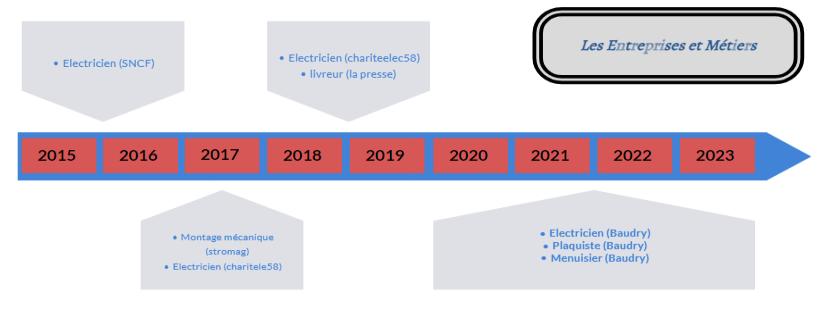 Les Entreprises et Métiers
• Electricien (SNCF)
• Electricien (chariteelec58)
• livreur (la presse)
2015 2016 2017 2018 2019 2020 2021 2022 2023
• Montage mécanique
(stromag)
• Electricien (charitele58)
• Electricien (Baudry)
• Plaquiste (Baudry)
• Menuisier (Baudry)